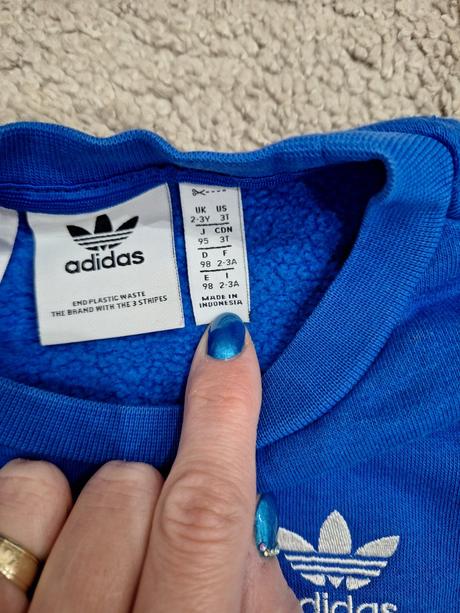 adidas
END PLASTIC WASTE
THE BRAND WITH THE 3 STRIPES
UK US
2-3Y 3T
J CDN
95 3T
D F
98 2-3A
E I
98 2-3A
MADE IN
INDONESIA
adidas